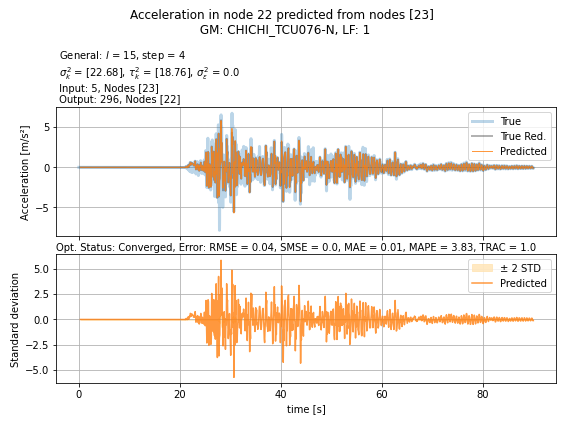 Acceleration in node 22 predicted from nodes [23]
GM: CHICHI_TCU076-N, LF: 1
General: l = 15, step = 4
σ²ₖ = [22.68], τ²ₖ = [18.76], σ²ε = 0.0
Input: 5, Nodes [23]
Output: 296, Nodes [22]
Acceleration [m/s²]
5
0
−5
True
True Red.
Predicted
Opt. Status: Converged, Error: RMSE = 0.04, SMSE = 0.0, MAE = 0.01, MAPE = 3.83, TRAC = 1.0
Standard deviation
5.0
2.5
0.0
−2.5
−5.0
± 2 STD
Predicted
0 20 40 60 80
time [s]